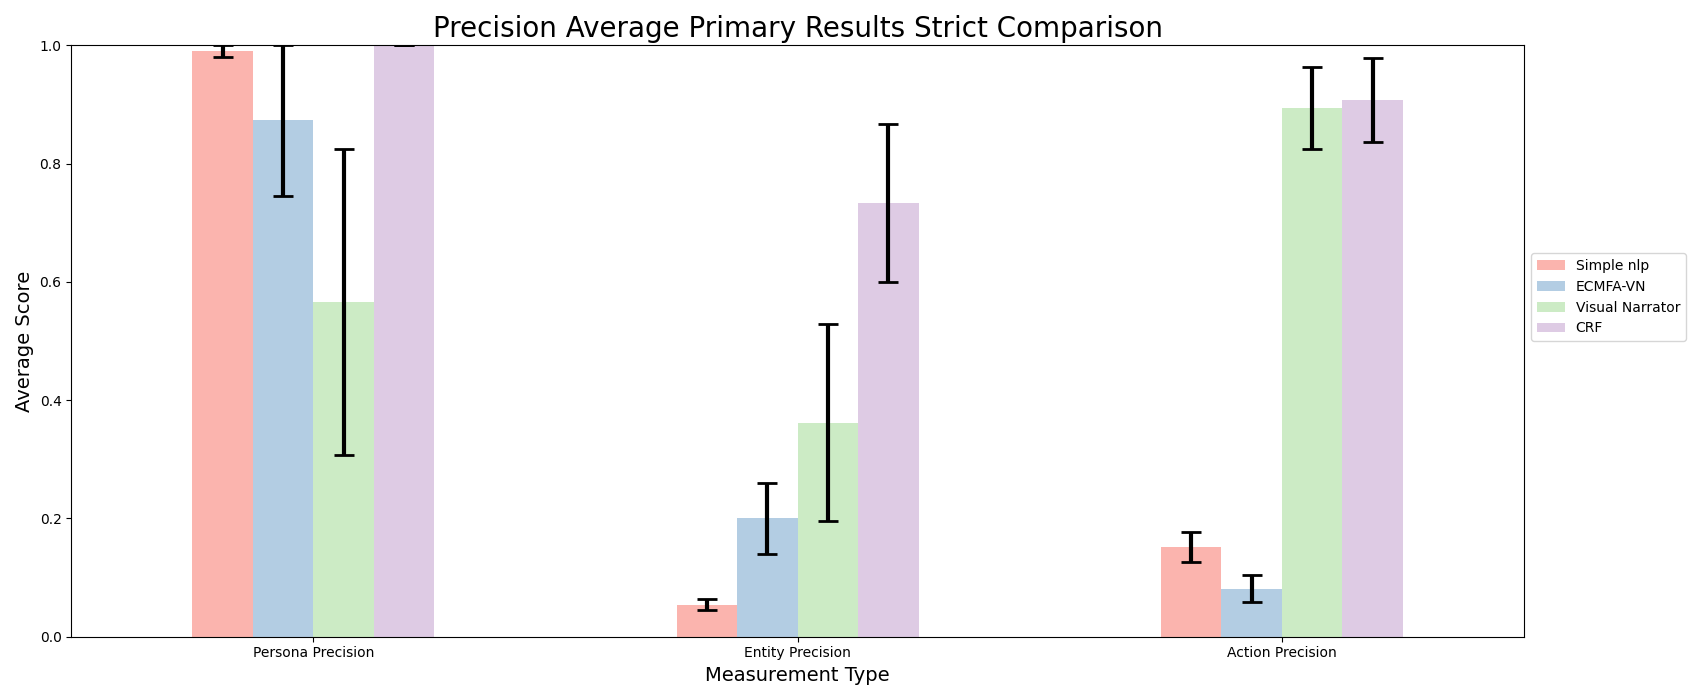 Precision Average Primary Results Strict Comparison
1.0
0.8
0.6
0.4
0.2
0.0
Average Score
Persona Precision
Entity Precision
Action Precision
Measurement Type
Simple nlp
ECMFA-VN
Visual Narrator
CRF